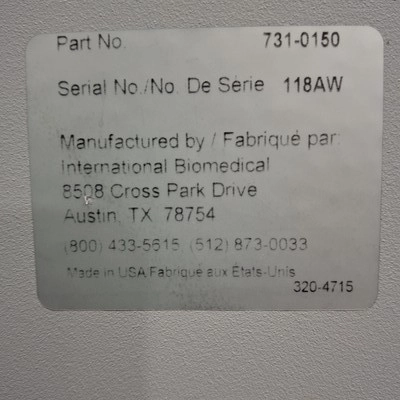 Part No. 731-0150
Serial No./No. De Série 118AW
Manufactured by / Fabriqué par:
International Biomedical
8508 Cross Park Drive
Austin, TX 78754
(800) 433-5615, (512) 873-0033
Made in USA/Fabriqué aux États-Unis
320-4715